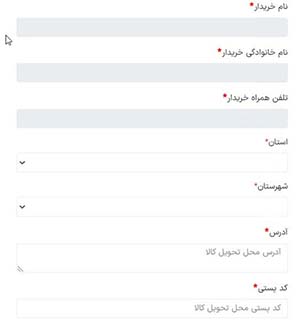 نام خریدار*
نام خانوادگی خریدار*
تلفن همراه خریدار*
استان*
شهرستان*
آدرس*
آدرس محل تحویل کالا
کد پستی*
کد پستی محل تحویل کالا